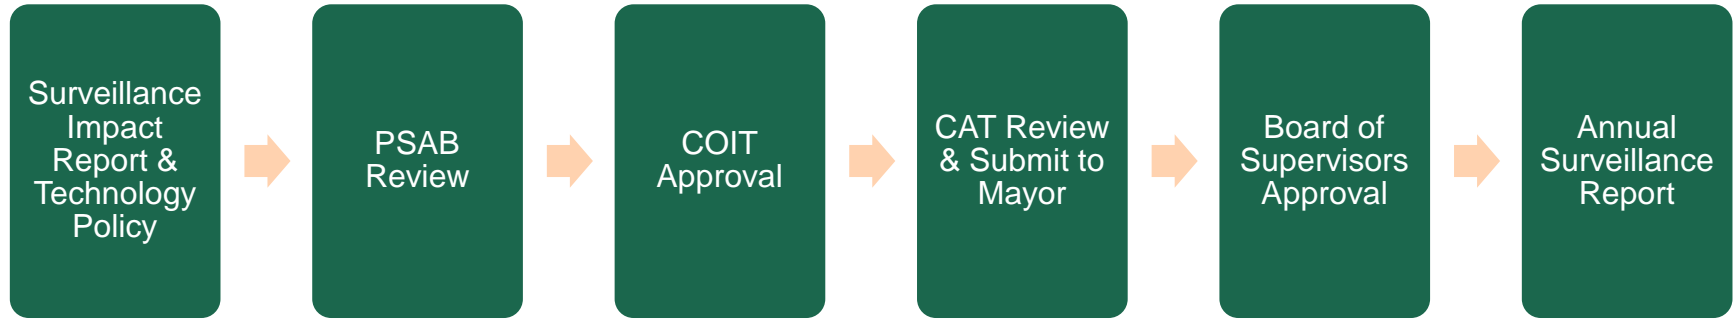 Surveillance
Impact
Report &
Technology
Policy
PSAB
Review
COIT
Approval
CAT Review
& Submit to
Mayor
Board of
Supervisors
Approval
Annual
Surveillance
Report